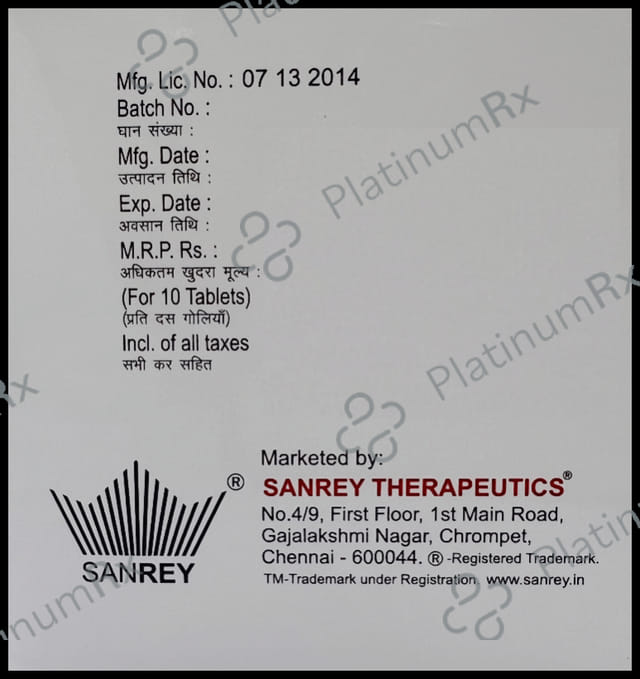 Mfg. Lic. No. : 07 13 2014
Batch No. :
घान संख्या :
Mfg. Date :
उत्पादन तिथि :
Exp. Date :
अवसान तिथि :
M.R.P. Rs. :
अधिकतम खुदरा मूल्य :
(For 10 Tablets)
(प्रति दस गोलियाँ)
Incl. of all taxes
सभी कर सहित
Marketed by:
SANREY THERAPEUTICS®
No.4/9, First Floor, 1st Main Road,
Gajalakshmi Nagar, Chrompet,
Chennai - 600044. ® -Registered Trademark.
TM-Trademark under Registration www.sanrey.in
®
SANREY
PlatinumRx
PlatinumRx
PlatinumRx
PlatinumRx
PlatinumRx